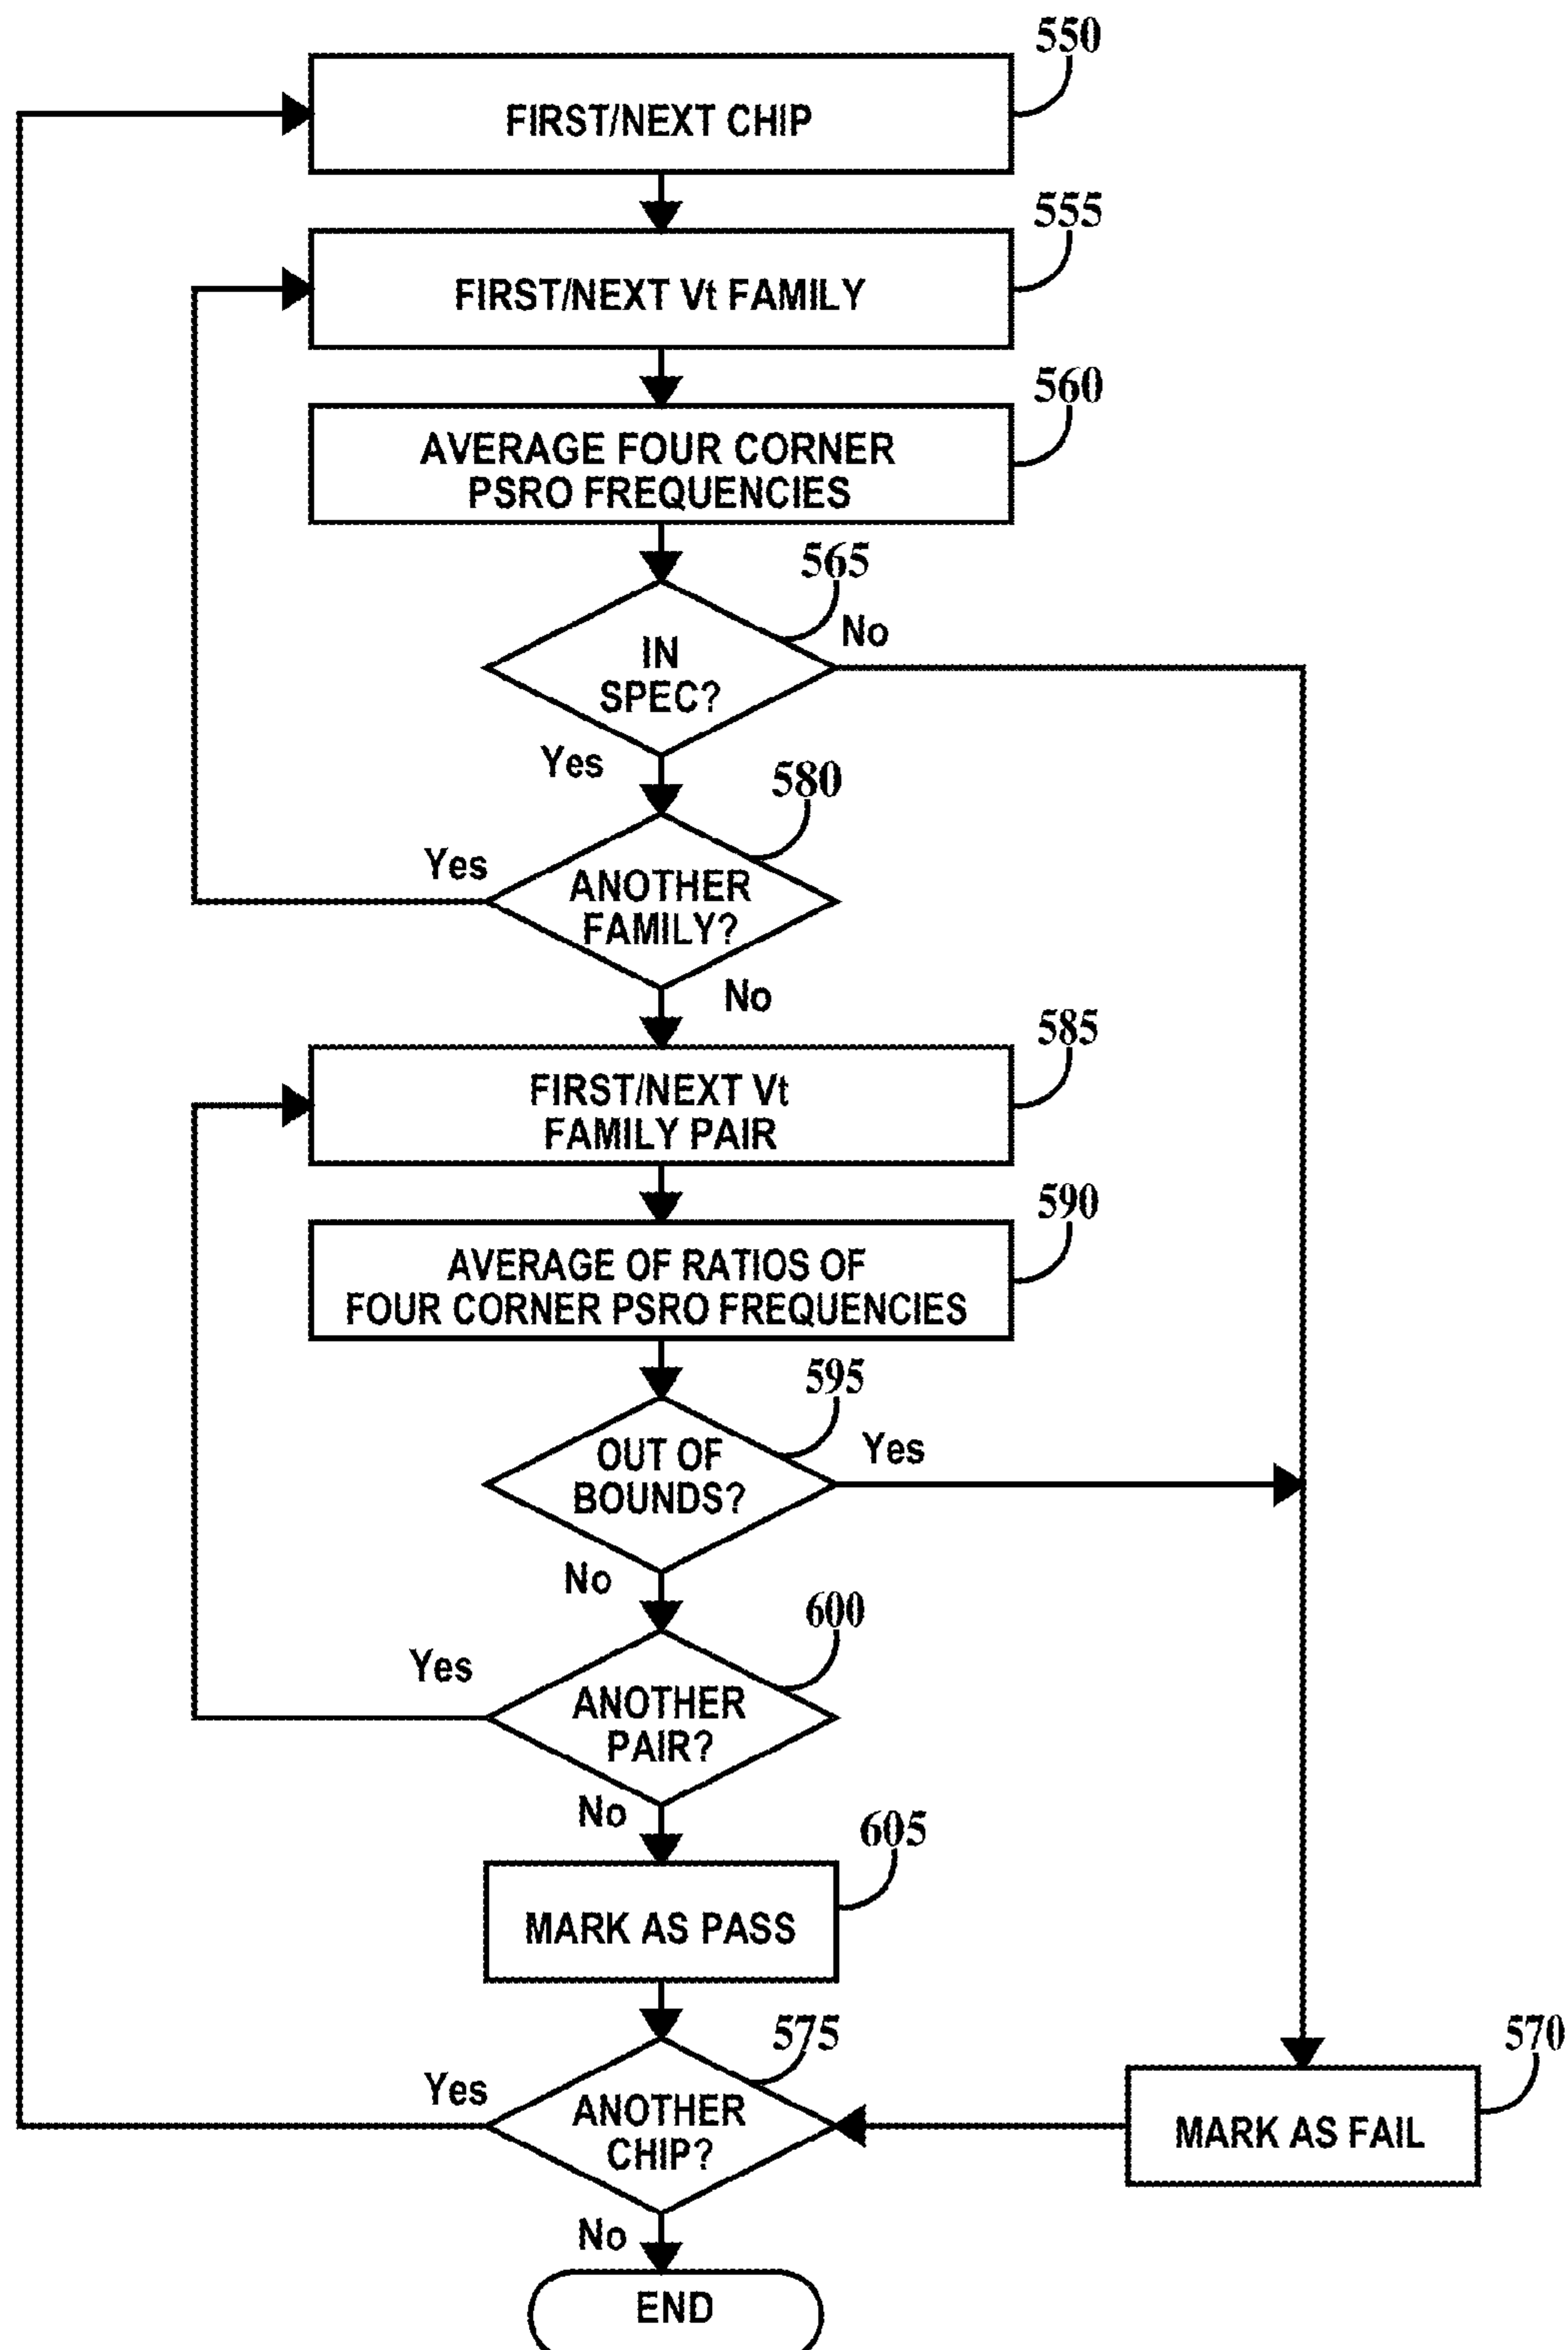 550
FIRST/NEXT CHIP
555
FIRST/NEXT Vt FAMILY
560
AVERAGE FOUR CORNER
PSRO FREQUENCIES
565
No
IN
SPEC?
Yes
580
Yes
ANOTHER
FAMILY?
No
585
FIRST/NEXT Vt
FAMILY PAIR
590
AVERAGE OF RATIOS OF
FOUR CORNER PSRO FREQUENCIES
595
Yes
OUT OF
BOUNDS?
No
600
Yes
ANOTHER
PAIR?
No
605
MARK AS PASS
575
570
Yes
ANOTHER
CHIP?
MARK AS FAIL
No
END